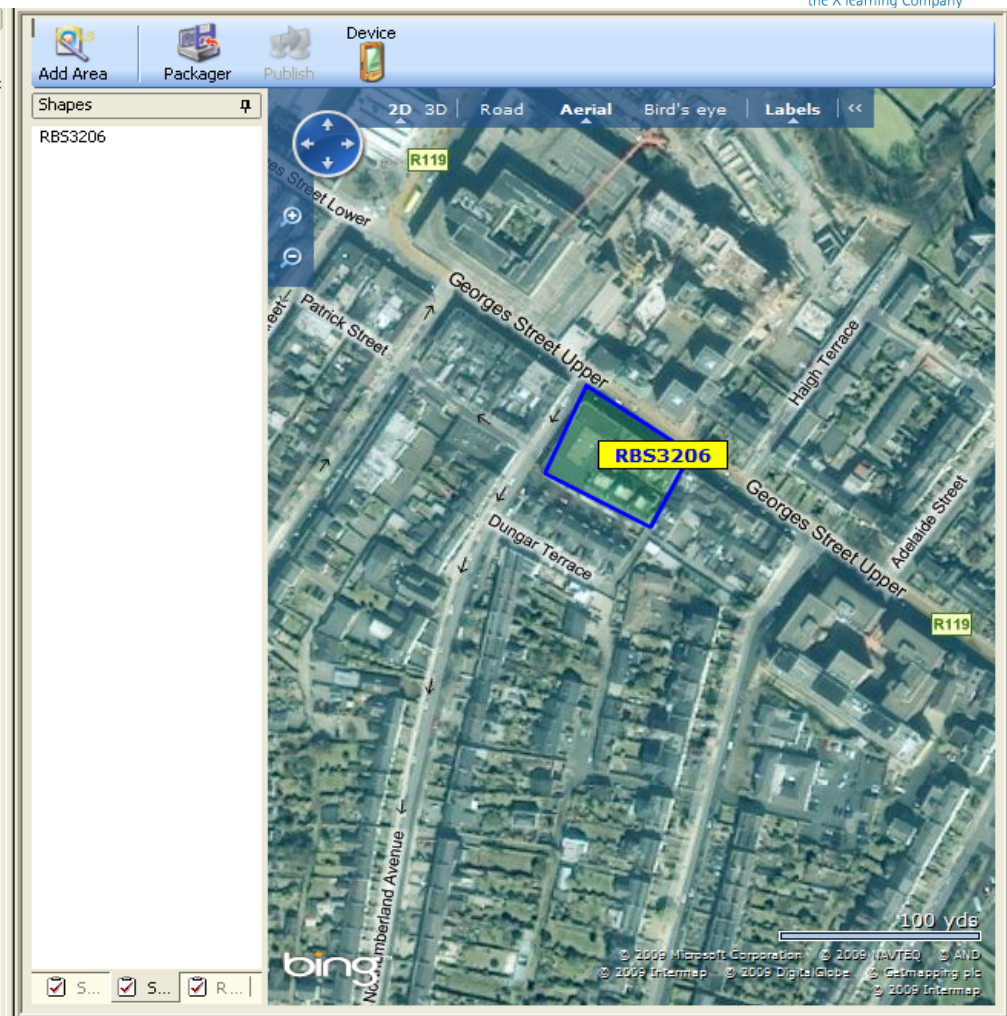 the X learning Company
Add Area
Packager
Publish
Device
Shapes
RBS3206
2D 3D | Road Aerial Bird's eye | Labels | <<
R119
es Street Lower
Georges Street Upper
Patrick Street
eet
Haigh Terrace
RBS3206
Georges Street Upper
Adelaide Street
Dungar Terrace
R119
Northumberland Avenue
100 yds
bing
© 2009 Microsoft Corporation © 2009 NAVTEQ © AND
© 2009 Intermap © 2009 DigitalGlobe © Getmapping plc
© 2009 Intermap
S... S... R...